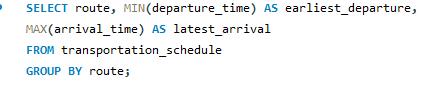 SELECT route, MIN(departure_time) AS earliest_departure,
MAX(arrival_time) AS latest_arrival
FROM transportation_schedule
GROUP BY route;